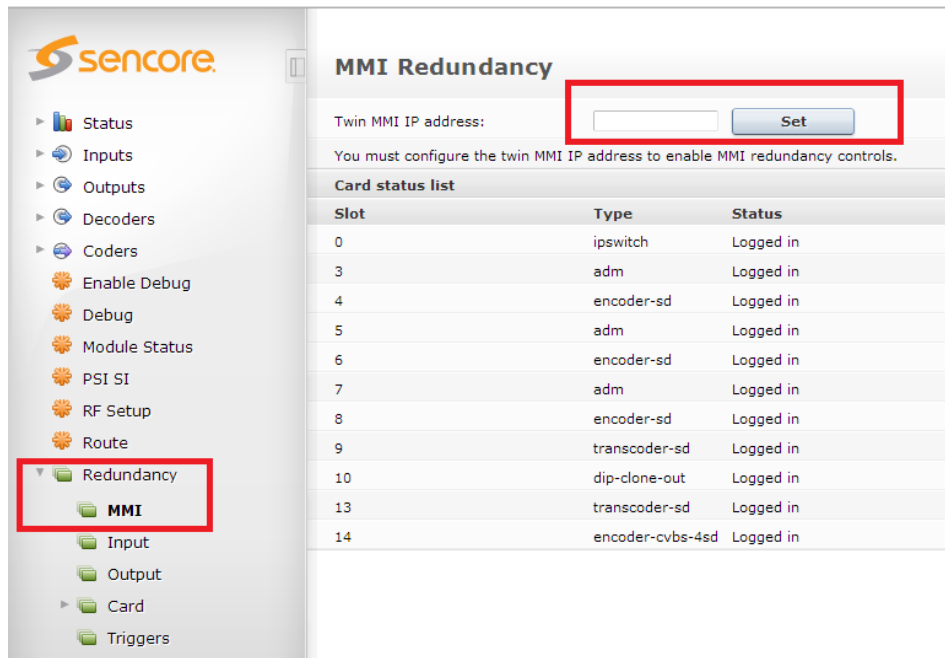 sencore
Status
Inputs
Outputs
Decoders
Coders
Enable Debug
Debug
Module Status
PSI SI
RF Setup
Route
Redundancy
MMI
Input
Output
Card
Triggers
MMI Redundancy
Twin MMI IP address: Set
You must configure the twin MMI IP address to enable MMI redundancy controls.
Card status list
Slot Type Status
0 ipswitch Logged in
3 adm Logged in
4 encoder-sd Logged in
5 adm Logged in
6 encoder-sd Logged in
7 adm Logged in
8 encoder-sd Logged in
9 transcoder-sd Logged in
10 dip-clone-out Logged in
13 transcoder-sd Logged in
14 encoder-cvbs-4sd Logged in